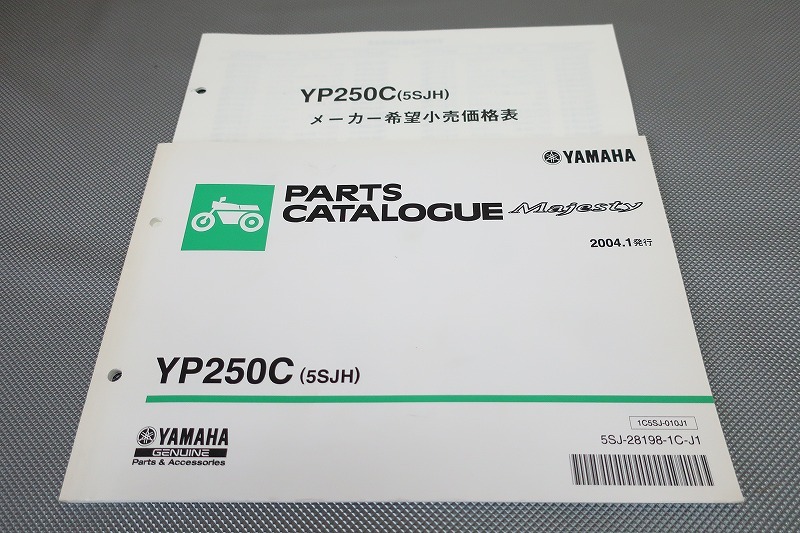 YP250C(5SJH)
メーカー希望小売価格表
YAMAHA
PARTS
CATALOGUE Majesty
2004.1発行
YP250C (5SJH)
1C5SJ-010J1
5SJ-28198-1C-J1
YAMAHA
GENUINE
Parts & Accessories